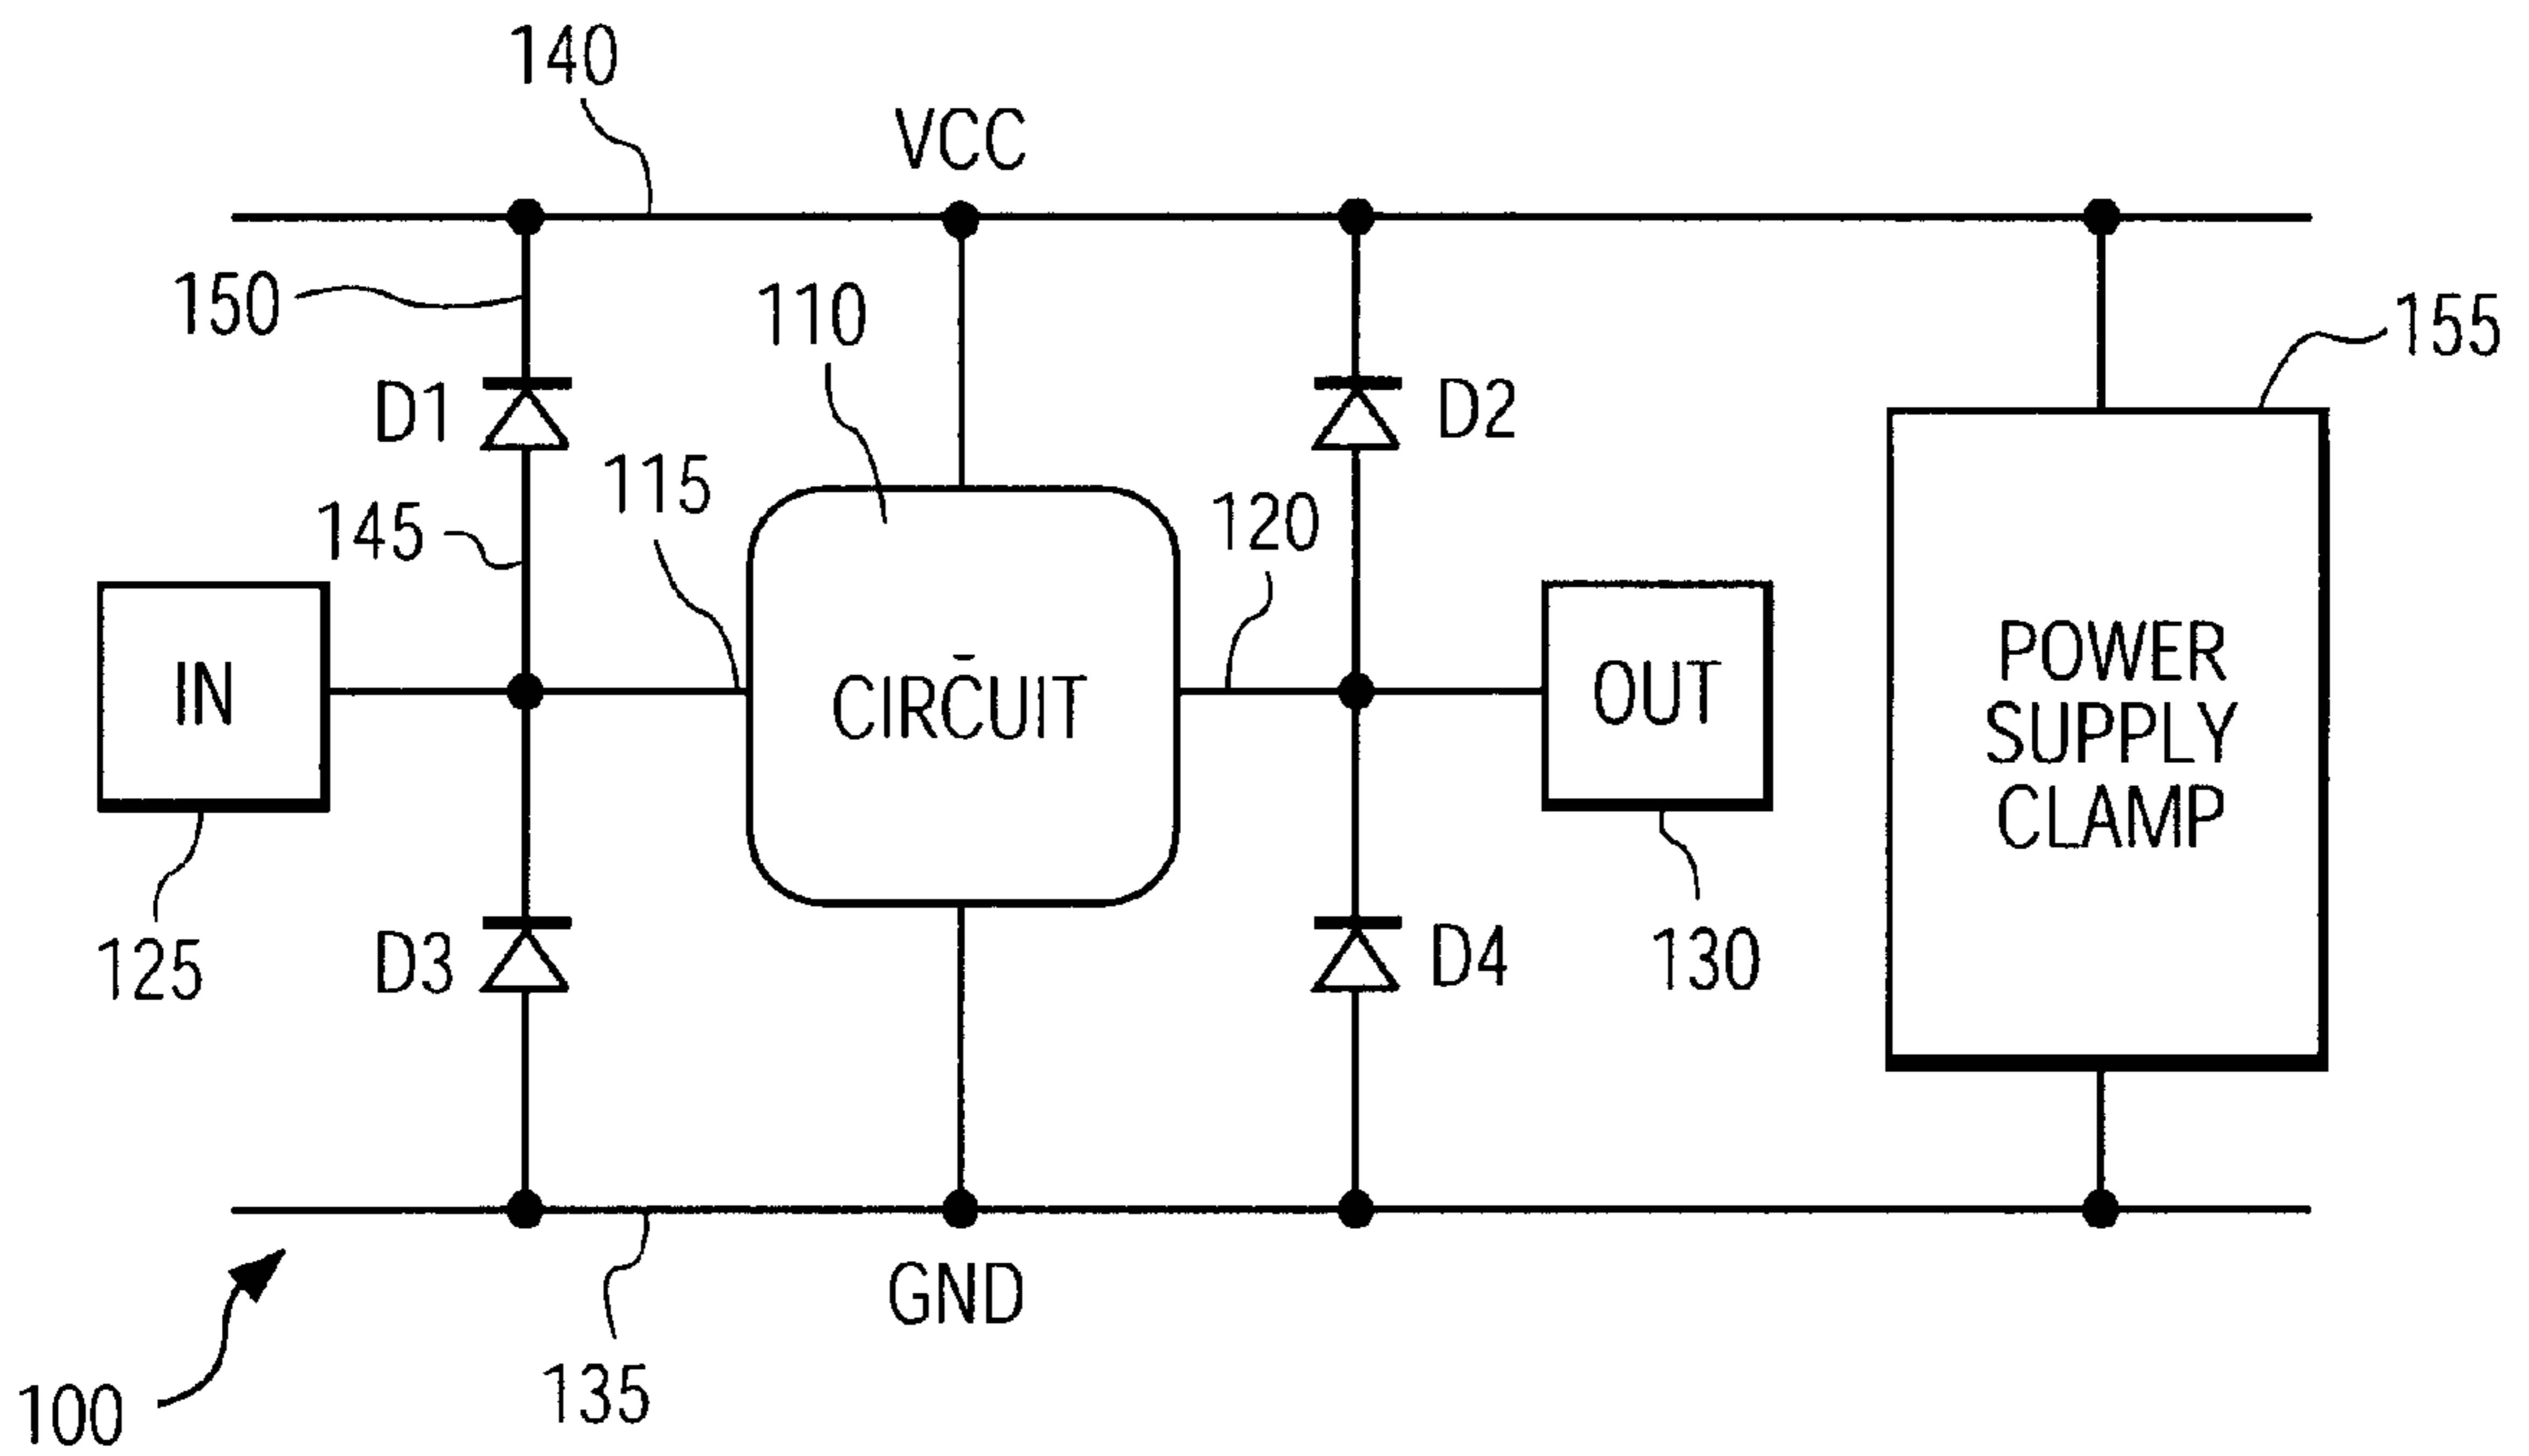 140
VCC
150
110
155
D1
D2
115
145
120
IN
CIRCUIT
OUT
POWER
SUPPLY
CLAMP
125
D3
D4
130
GND
135
100